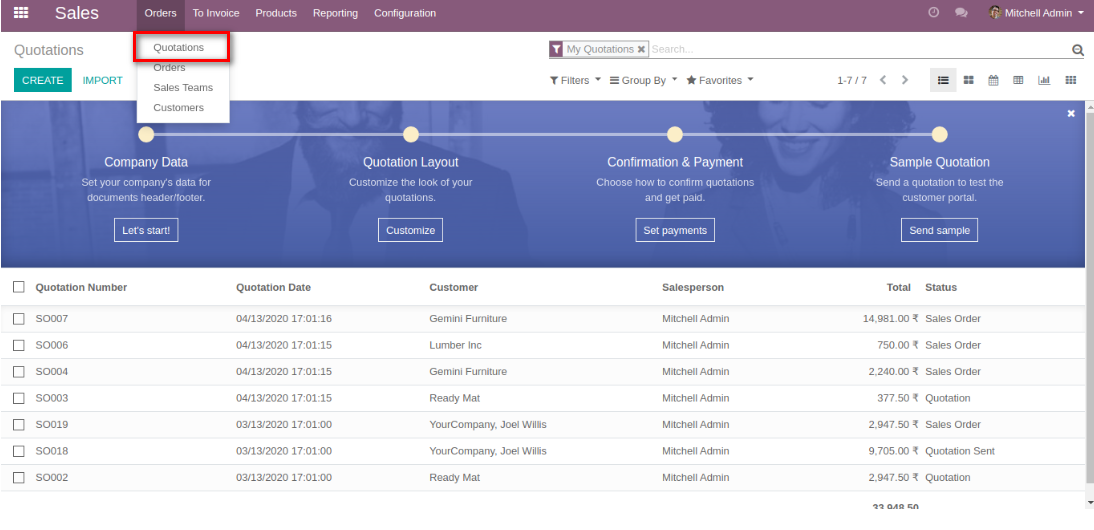 Sales Orders To Invoice Products Reporting Configuration Mitchell Admin
Quotations
My Quotations Search...
CREATE IMPORT
Filters Group By Favorites 1-7 / 7
Quotations
Orders
Sales Teams
Customers
Company Data
Set your company's data for
documents header/footer.
Let's start!
Quotation Layout
Customize the look of your
quotations.
Customize
Confirmation & Payment
Choose how to confirm quotations
and get paid.
Set payments
Sample Quotation
Send a quotation to test the
customer portal.
Send sample
Quotation Number Quotation Date Customer Salesperson Total Status
SO007 04/13/2020 17:01:16 Gemini Furniture Mitchell Admin 14,981.00 ₹ Sales Order
SO006 04/13/2020 17:01:15 Lumber Inc Mitchell Admin 750.00 ₹ Sales Order
SO004 04/13/2020 17:01:15 Gemini Furniture Mitchell Admin 2,240.00 ₹ Sales Order
SO003 04/13/2020 17:01:15 Ready Mat Mitchell Admin 377.50 ₹ Quotation
SO019 03/13/2020 17:01:00 YourCompany, Joel Willis Mitchell Admin 2,947.50 ₹ Sales Order
SO018 03/13/2020 17:01:00 YourCompany, Joel Willis Mitchell Admin 9,705.00 ₹ Quotation Sent
SO002 03/13/2020 17:01:00 Ready Mat Mitchell Admin 2,947.50 ₹ Quotation
33,948.50